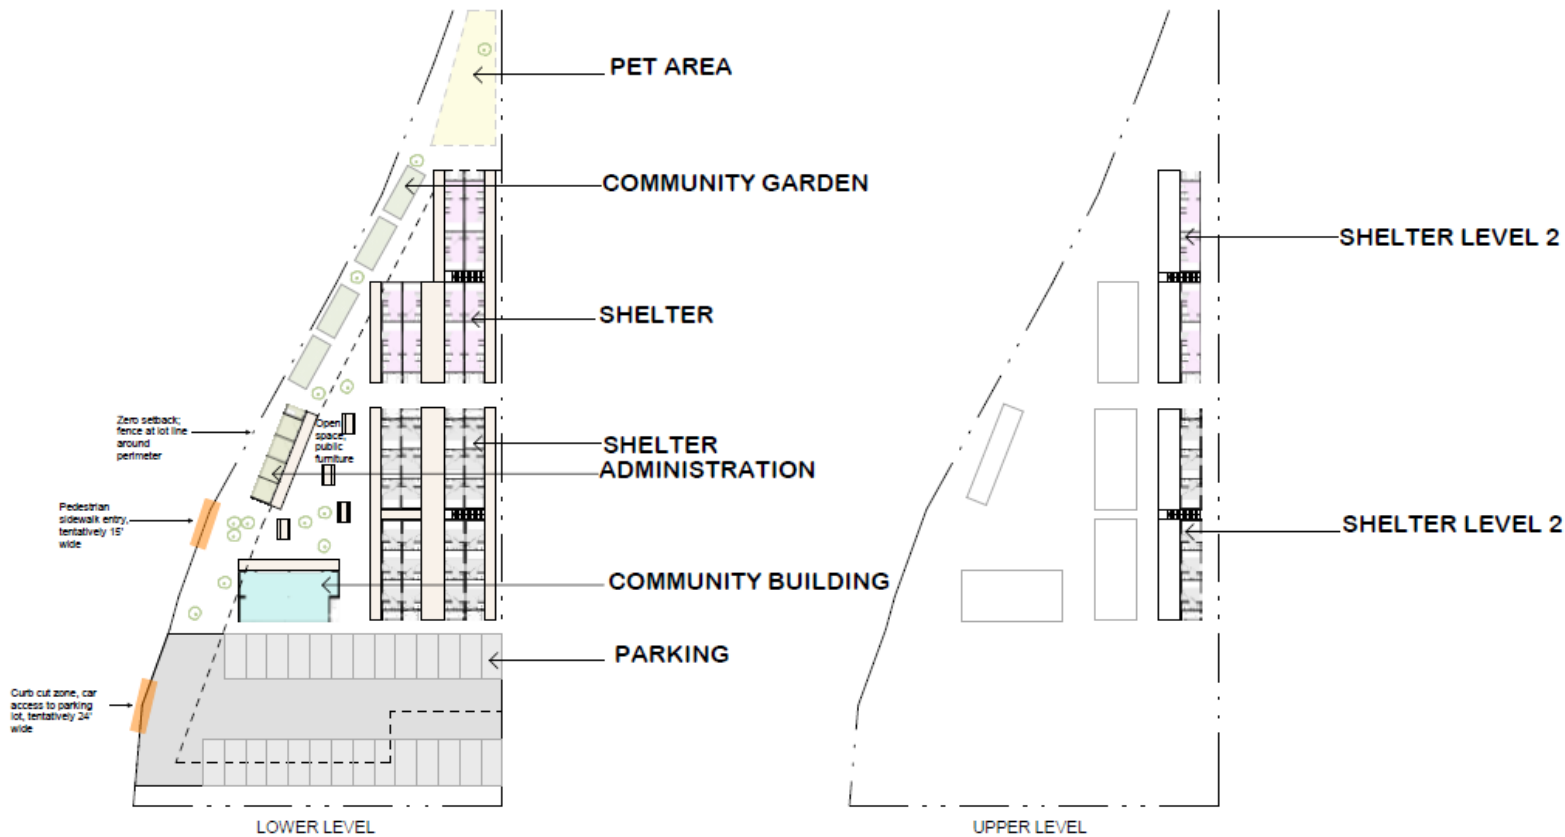 PET AREA
COMMUNITY GARDEN
SHELTER LEVEL 2
SHELTER
Zero setback;
fence at lot line
around
perimeter
Open
space,
public
furniture
SHELTER
ADMINISTRATION
Pedestrian
sidewalk entry,
tentatively 15'
wide
SHELTER LEVEL 2
COMMUNITY BUILDING
PARKING
Curb cut zone, car
access to parking
lot, tentatively 24'
wide
LOWER LEVEL
UPPER LEVEL